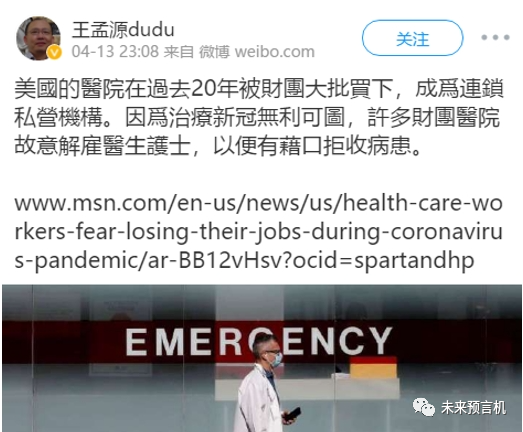 王孟源dudu
04-13 23:08 来自 微博 weibo.com
关注
美國的醫院在過去20年被財團大批買下，成爲連鎖
私營機構。因爲治療新冠無利可圖，許多財團醫院
故意解雇醫生護士，以便有藉口拒收病患。
www.msn.com/en-us/news/us/health-care-wo
rkers-fear-losing-their-jobs-during-coronaviru
s-pandemic/ar-BB12vHsv?ocid=spartandhp
EMERGENCY
未来预言机